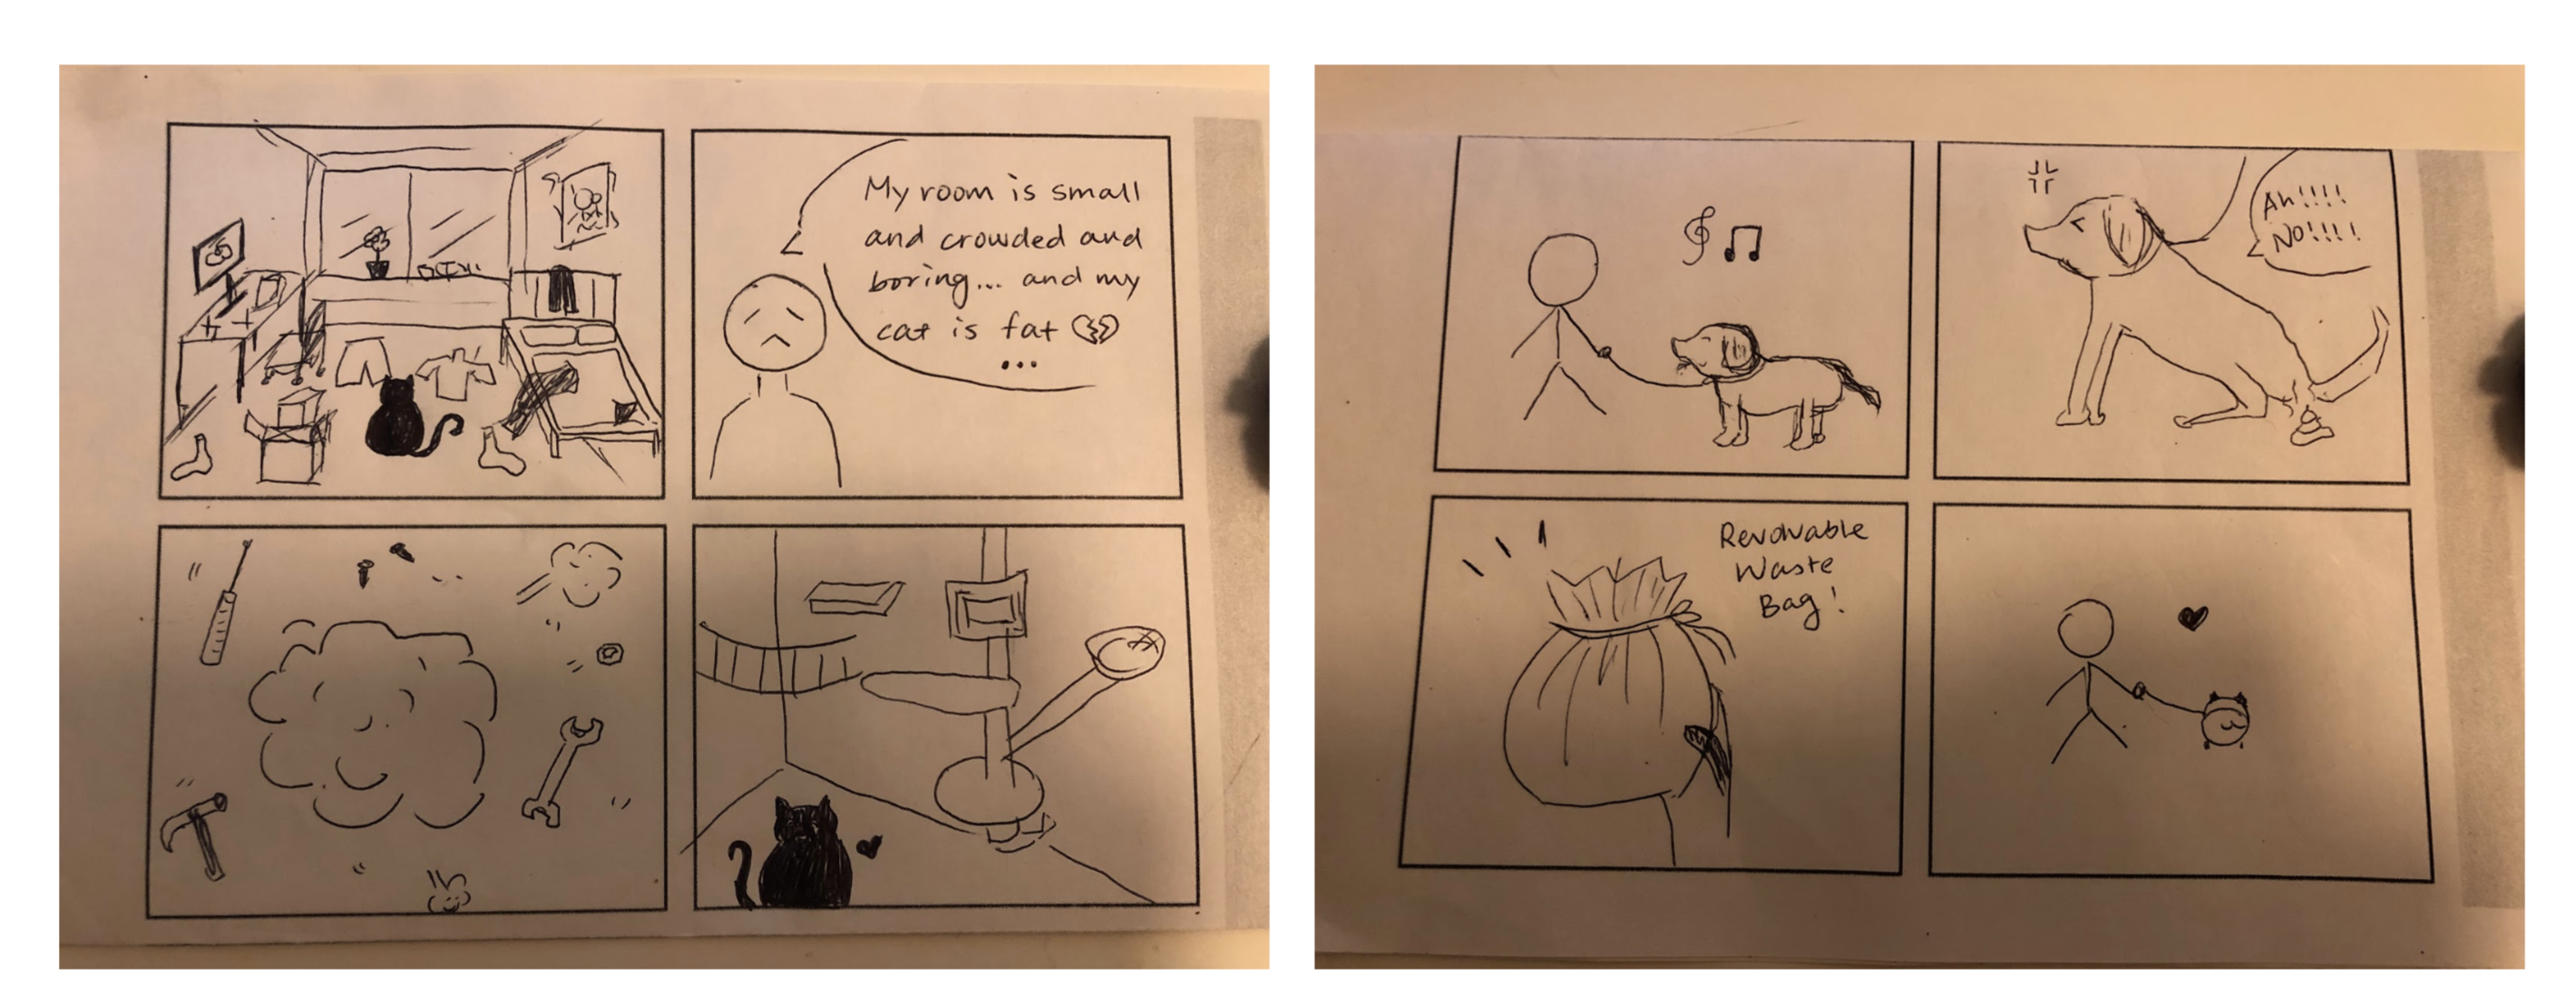 My room is small
and crowded and
boring... and my
cat is fat
...
Ah!!!!
NO!!!!
Revolvable
Waste
Bag!